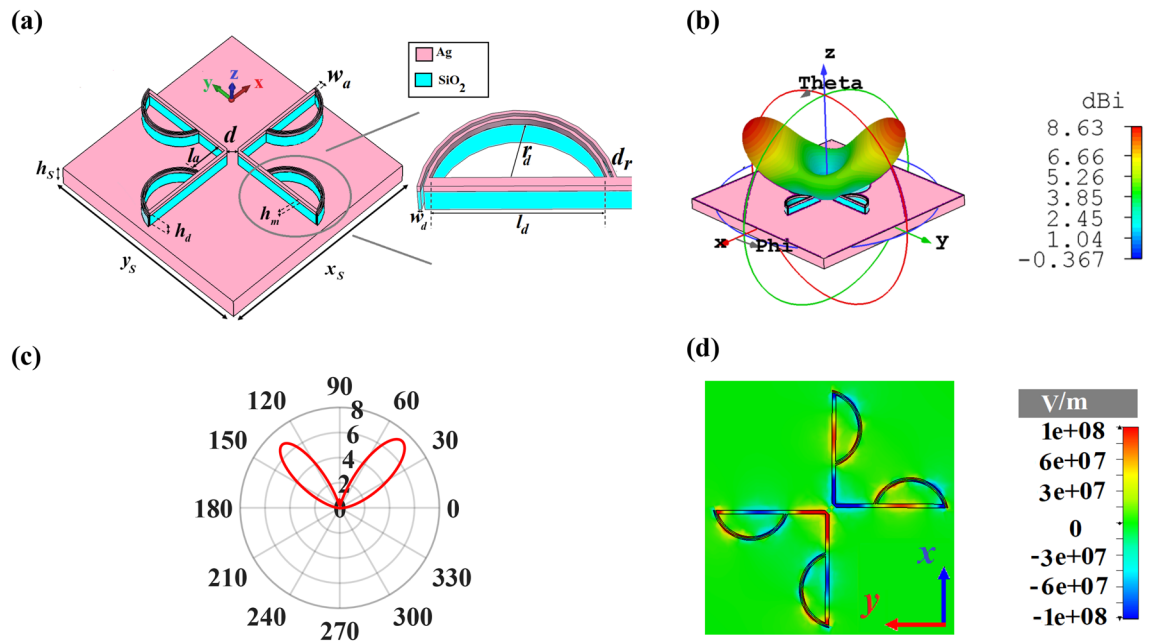 (a)
Ag
SiO2
z
y
x
wa
d
la
hs
hm
hd
ys
xs
rd
dr
wd
ld
(b)
z
Theta
x
Phi
y
dBi
8.63
6.66
5.26
3.85
2.45
1.04
-0.367
(c)
90
120
60
150
30
180
0
210
330
240
300
270
8
6
4
2
0
(d)
x
y
V/m
1e+08
6e+07
3e+07
0
-3e+07
-6e+07
-1e+08